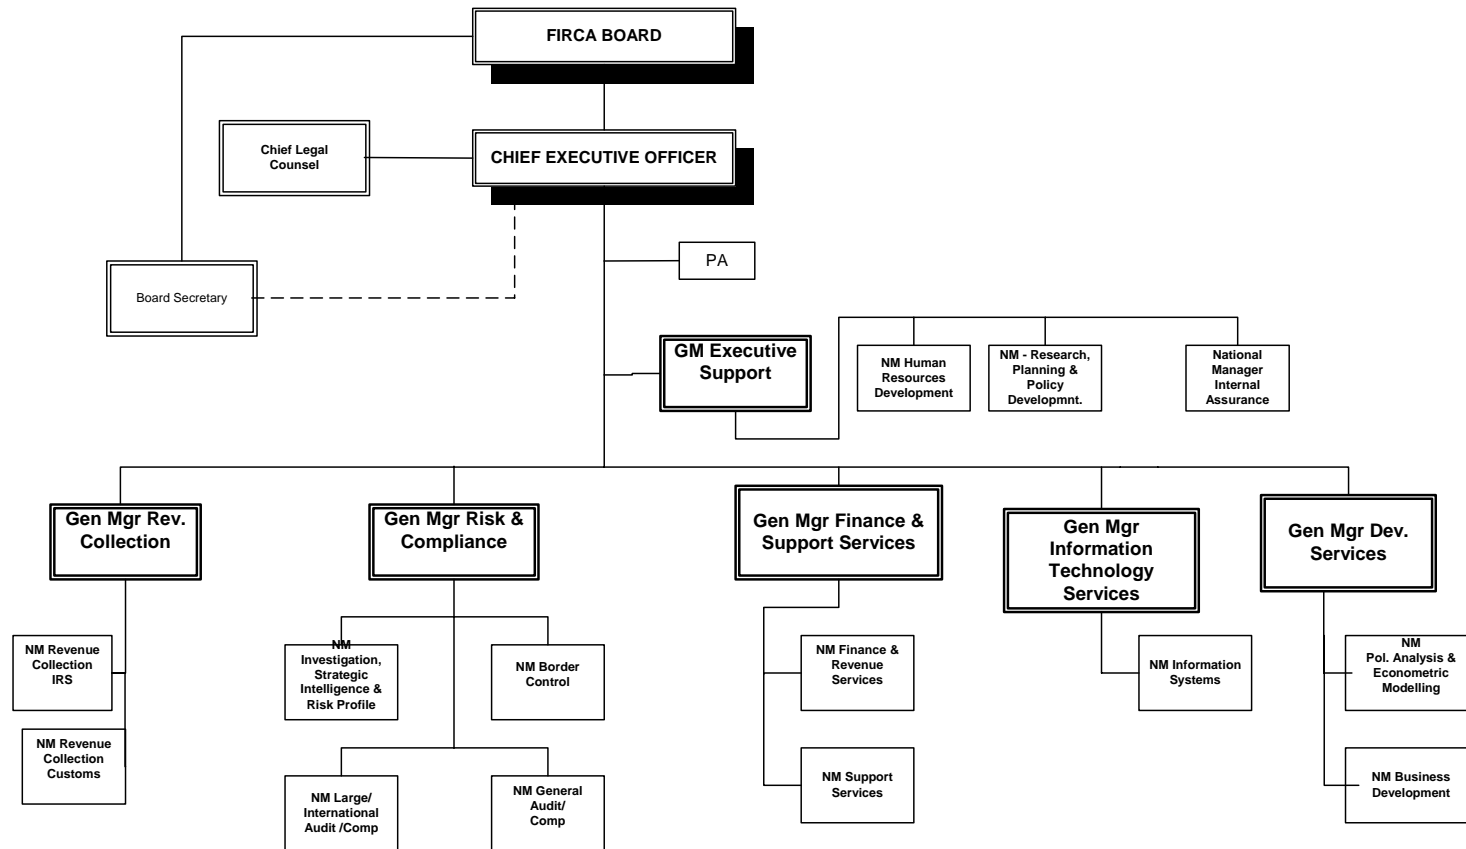 FIRCA BOARD
Chief Legal
Counsel
CHIEF EXECUTIVE OFFICER
PA
Board Secretary
GM Executive
Support
NM Human
Resources
Development
NM - Research,
Planning &
Policy
Developmnt.
National
Manager
Internal
Assurance
Gen Mgr Rev.
Collection
Gen Mgr Risk &
Compliance
Gen Mgr Finance &
Support Services
Gen Mgr
Information
Technology
Services
Gen Mgr Dev.
Services
NM Revenue
Collection
IRS
NM
Investigation,
Strategic
Intelligence &
Risk Profile
NM Border
Control
NM Finance &
Revenue
Services
NM Information
Systems
NM
Pol. Analysis &
Econometric
Modelling
NM Revenue
Collection
Customs
NM Large/
International
Audit /Comp
NM General
Audit/
Comp
NM Support
Services
NM Business
Development